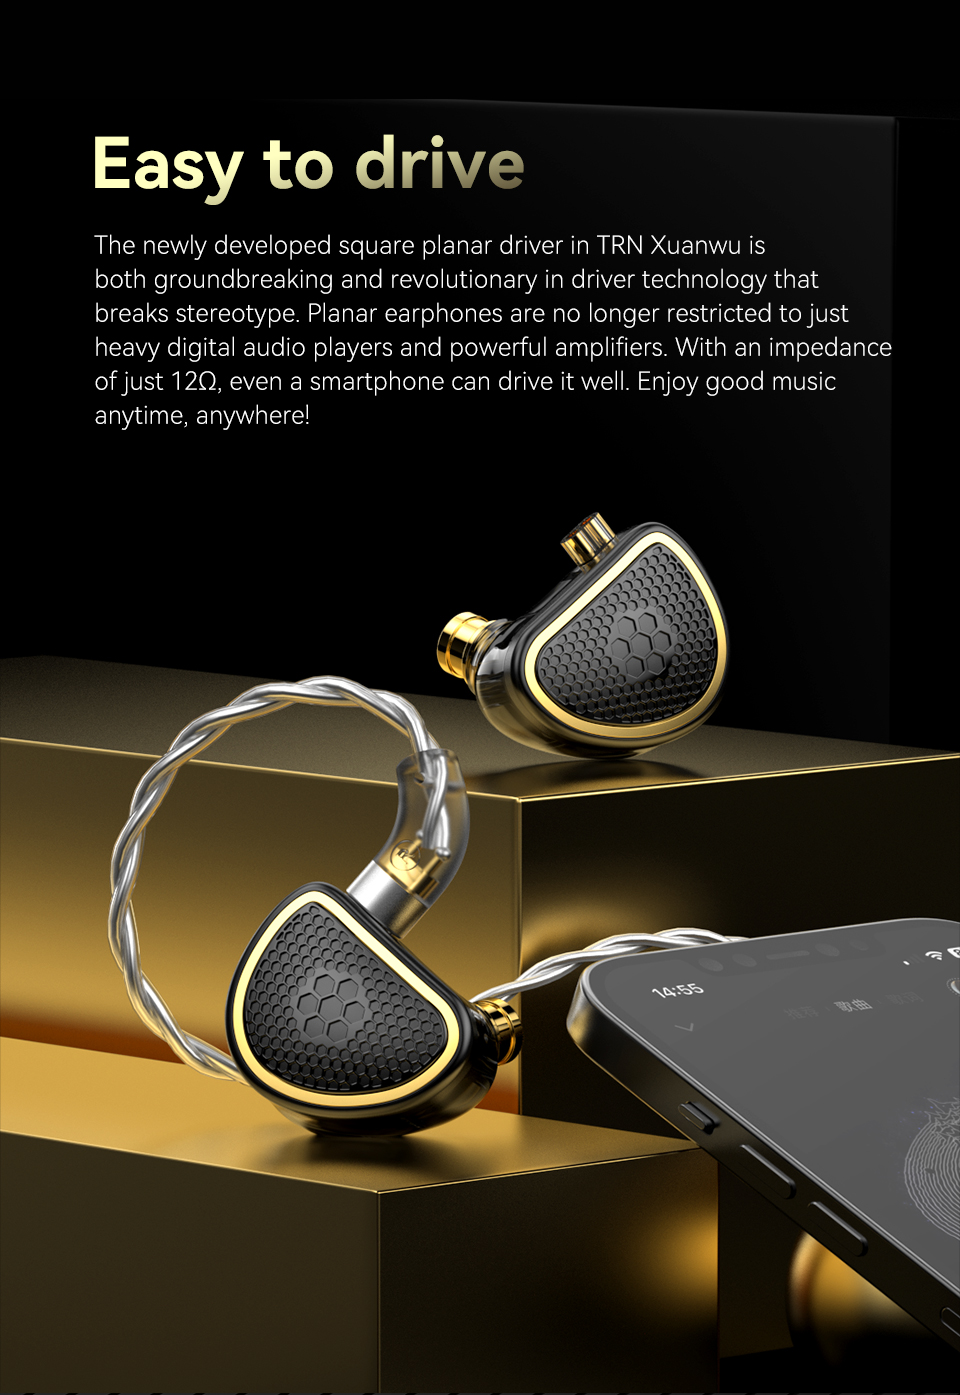 Easy to drive
The newly developed square planar driver in TRN Xuanwu is
both groundbreaking and revolutionary in driver technology that
breaks stereotype. Planar earphones are no longer restricted to just
heavy digital audio players and powerful amplifiers. With an impedance
of just 12Ω, even a smartphone can drive it well. Enjoy good music
anytime, anywhere!
14:55
歌曲